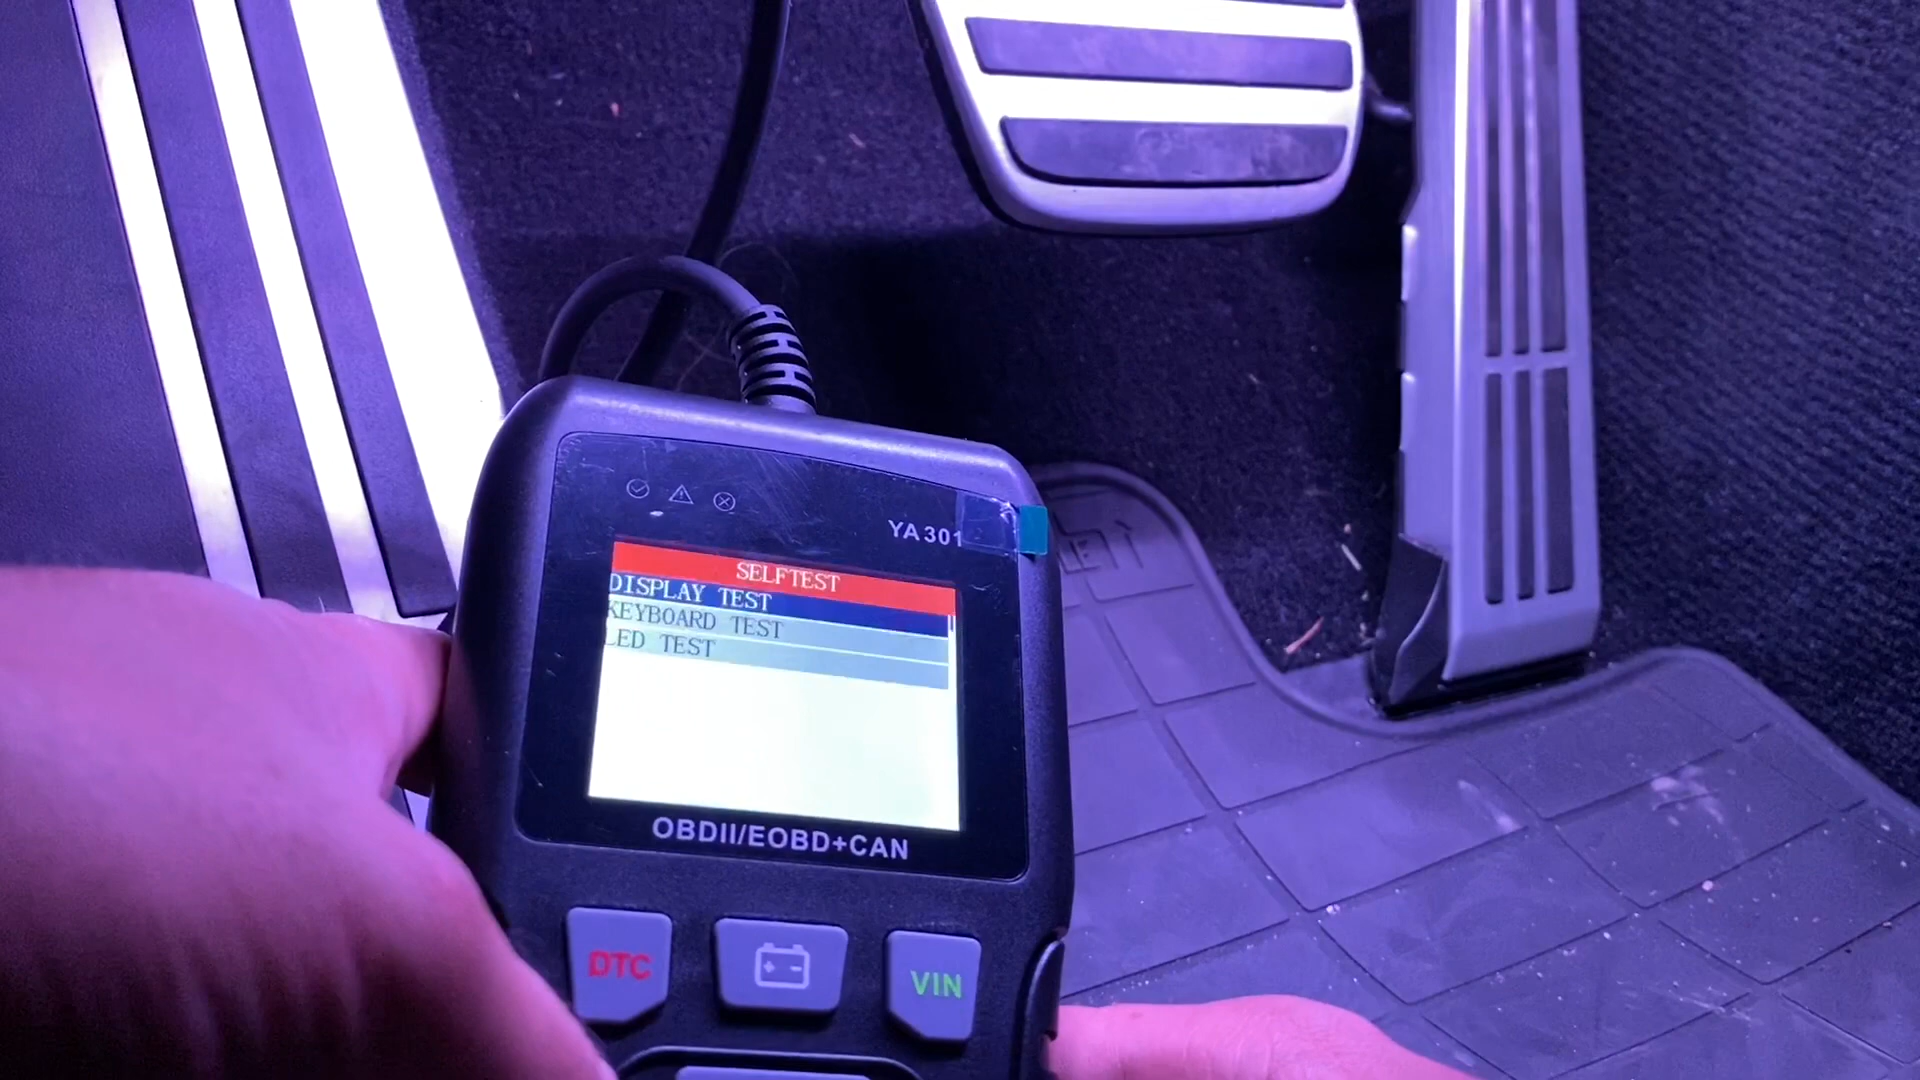 YA301
SELFTEST
DISPLAY TEST
KEYBOARD TEST
LED TEST
OBDII/EOBD+CAN
DTC
VIN